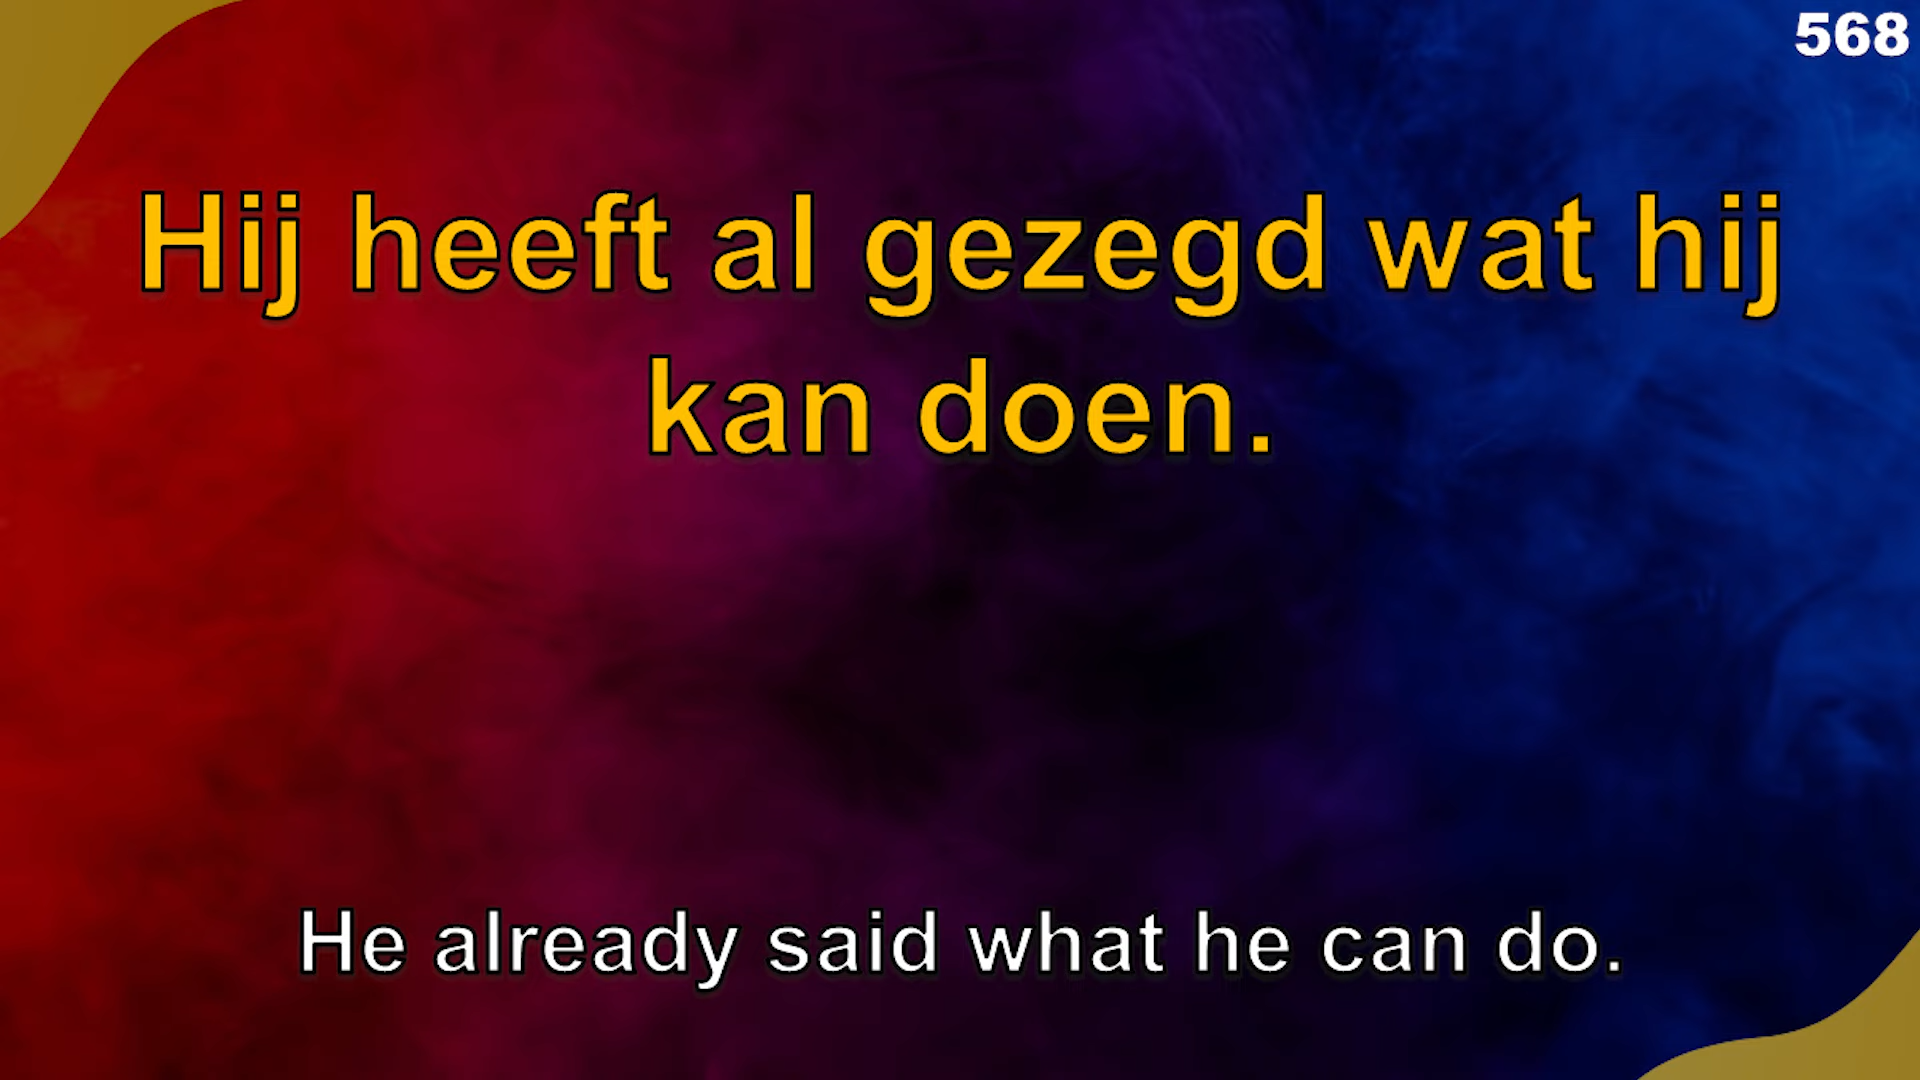 568
Hij heeft al gezegd wat hij
kan doen.
He already said what he can do.